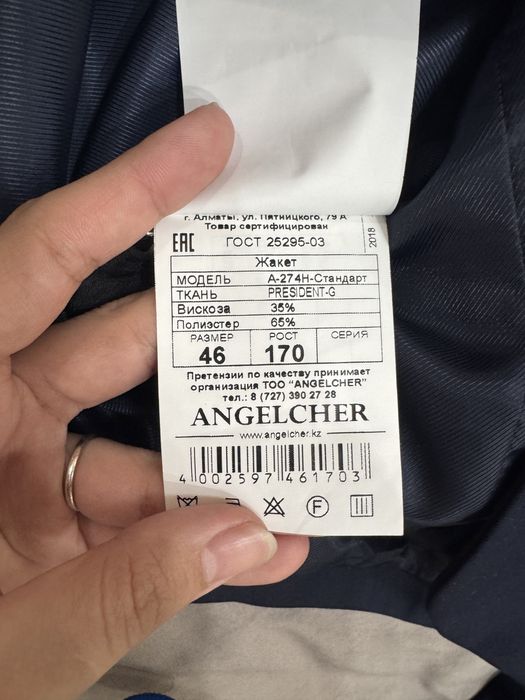 г. Алматы, ул. Пятницкого, 79 А
Товар сертифицирован
EAC ГОСТ 25295-03
2018
Жакет
МОДЕЛЬ А-274Н-Стандарт
ТКАНЬ PRESIDENT-G
Вискоза 35%
Полиэстер 65%
РАЗМЕР РОСТ СЕРИЯ
46 170
Претензии по качеству принимает
организация ТОО "ANGELCHER"
тел.: 8 (727) 390 27 28
ANGELCHER
www.angelcher.kz
4 002597 461703
F